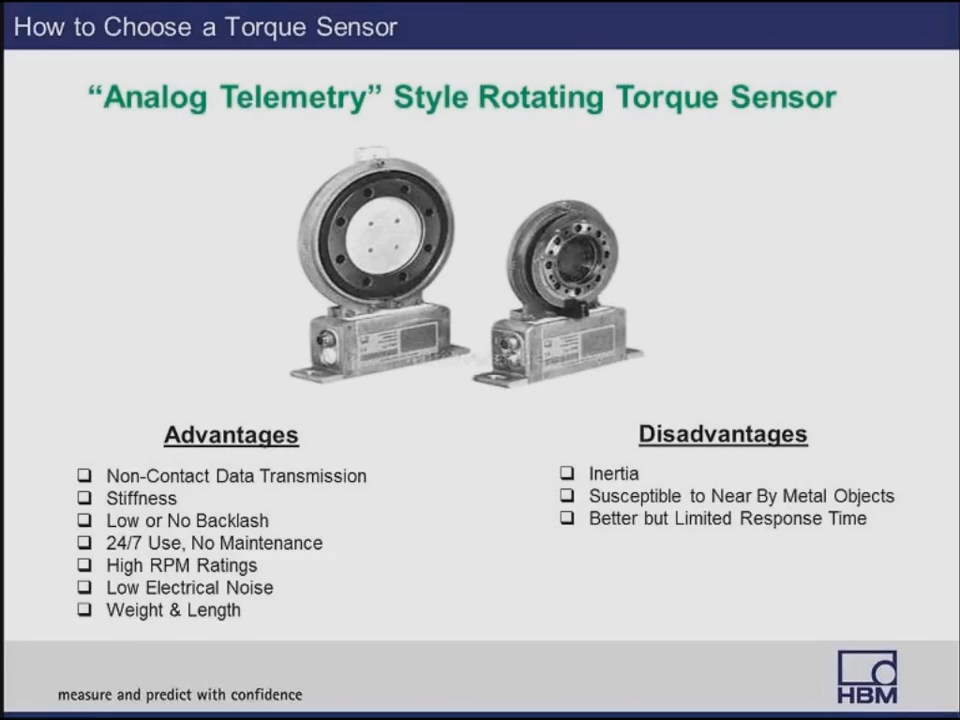 How to Choose a Torque Sensor
“Analog Telemetry” Style Rotating Torque Sensor
Advantages
❑ Non-Contact Data Transmission
❑ Stiffness
❑ Low or No Backlash
❑ 24/7 Use, No Maintenance
❑ High RPM Ratings
❑ Low Electrical Noise
❑ Weight & Length
Disadvantages
❑ Inertia
❑ Susceptible to Near By Metal Objects
❑ Better but Limited Response Time
measure and predict with confidence
HBM